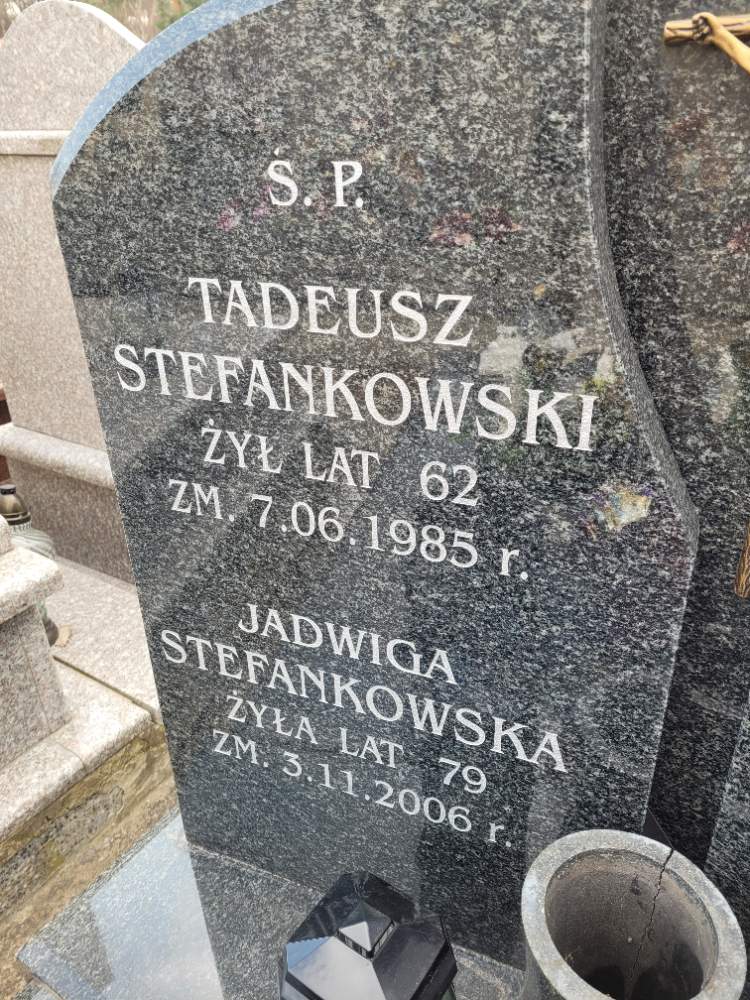 Ś. P.
TADEUSZ
STEFANKOWSKI
ŻYŁ LAT 62
ZM. 7.06.1985 r.
JADWIGA
STEFANKOWSKA
ŻYŁA LAT 79
ZM. 3.11.2006 r.